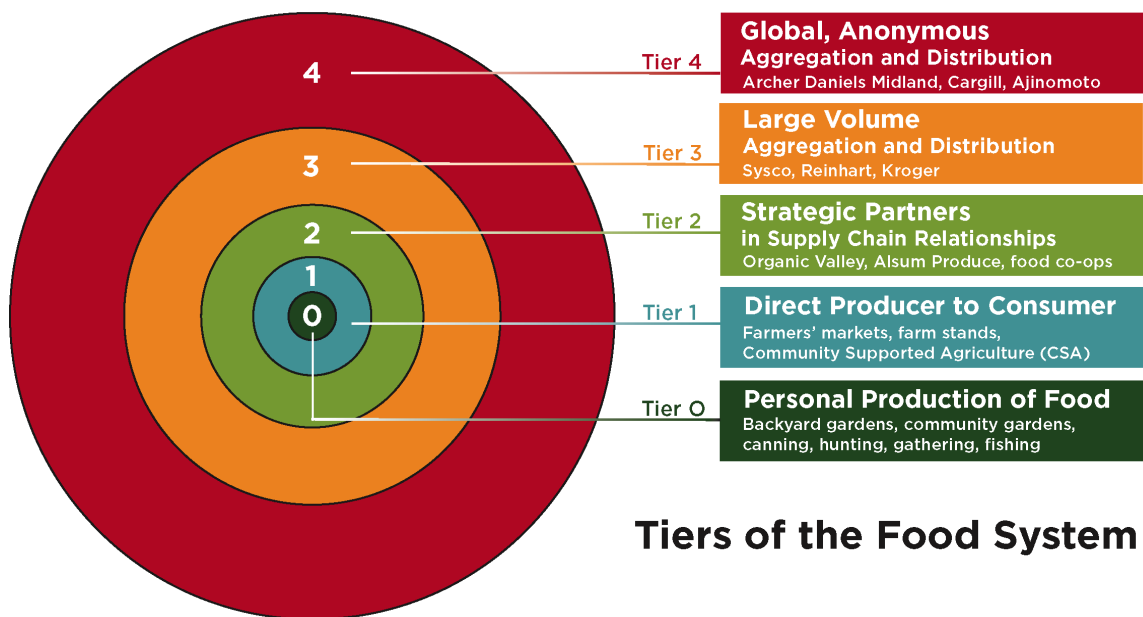 4
3
2
1
0
Tier 4
Global, Anonymous
Aggregation and Distribution
Archer Daniels Midland, Cargill, Ajinomoto
Tier 3
Large Volume
Aggregation and Distribution
Sysco, Reinhart, Kroger
Tier 2
Strategic Partners
in Supply Chain Relationships
Organic Valley, Alsum Produce, food co-ops
Tier 1
Direct Producer to Consumer
Farmers’ markets, farm stands,
Community Supported Agriculture (CSA)
Tier O
Personal Production of Food
Backyard gardens, community gardens,
canning, hunting, gathering, fishing
Tiers of the Food System